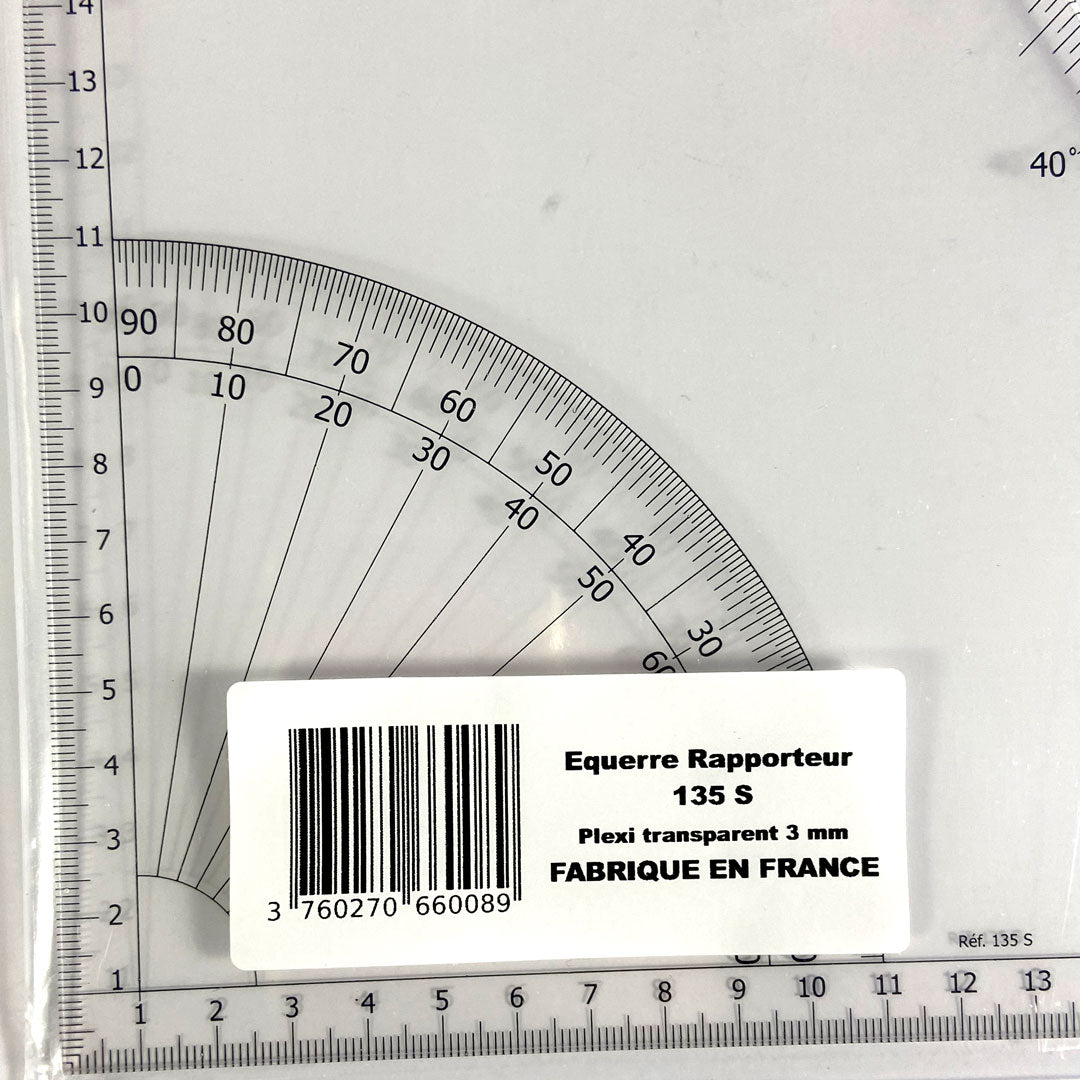 14
13
12
11
10
9
8
7
6
5
4
3
2
1
40°
90 80 70 60 50 40 30
0 10 20 30 40 50 60
Equerre Rapporteur
135 S
Plexi transparent 3 mm
FABRIQUE EN FRANCE
3 760270 660089
Réf. 135 S
1 2 3 4 5 6 7 8 9 10 11 12 13